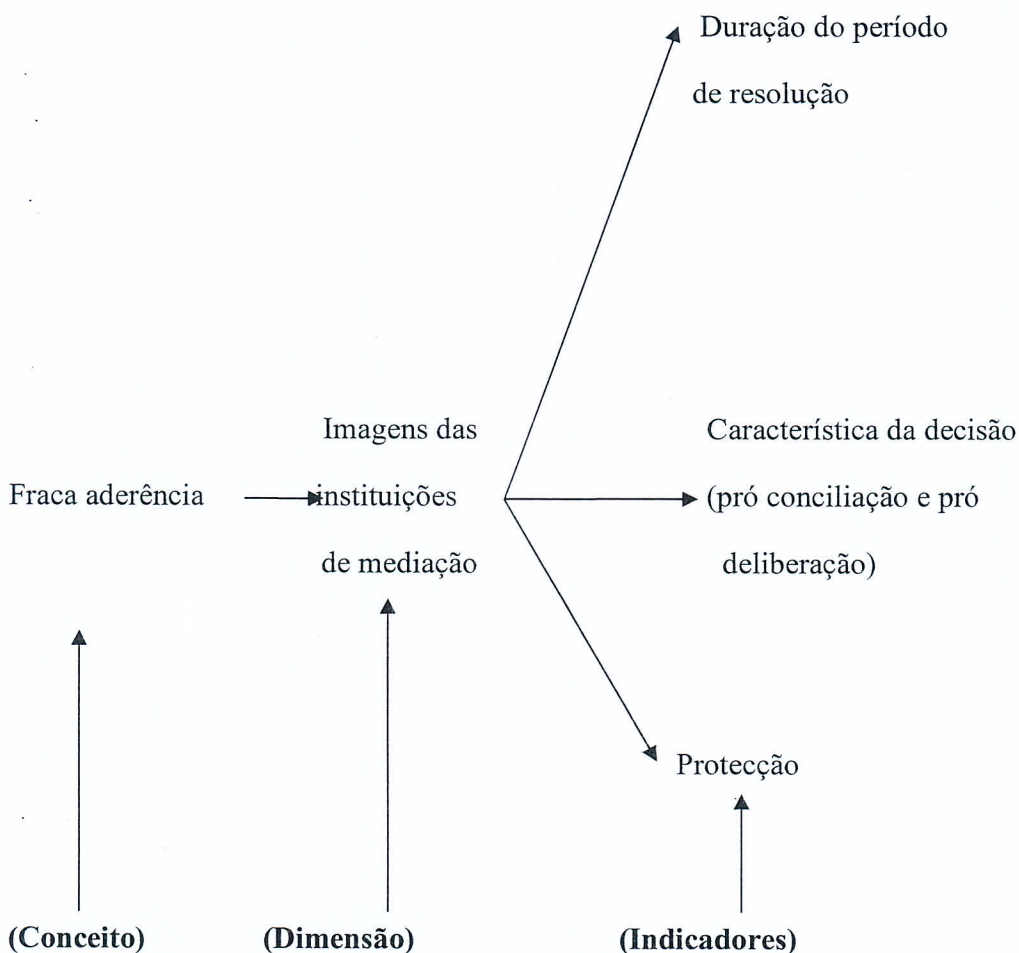 Duração do período
de resolução
Imagens das
Característica da decisão
Fraca aderência
instituições
(pró conciliação e pró
de mediação
deliberação)
Protecção
(Conceito)
(Dimensão)
(Indicadores)